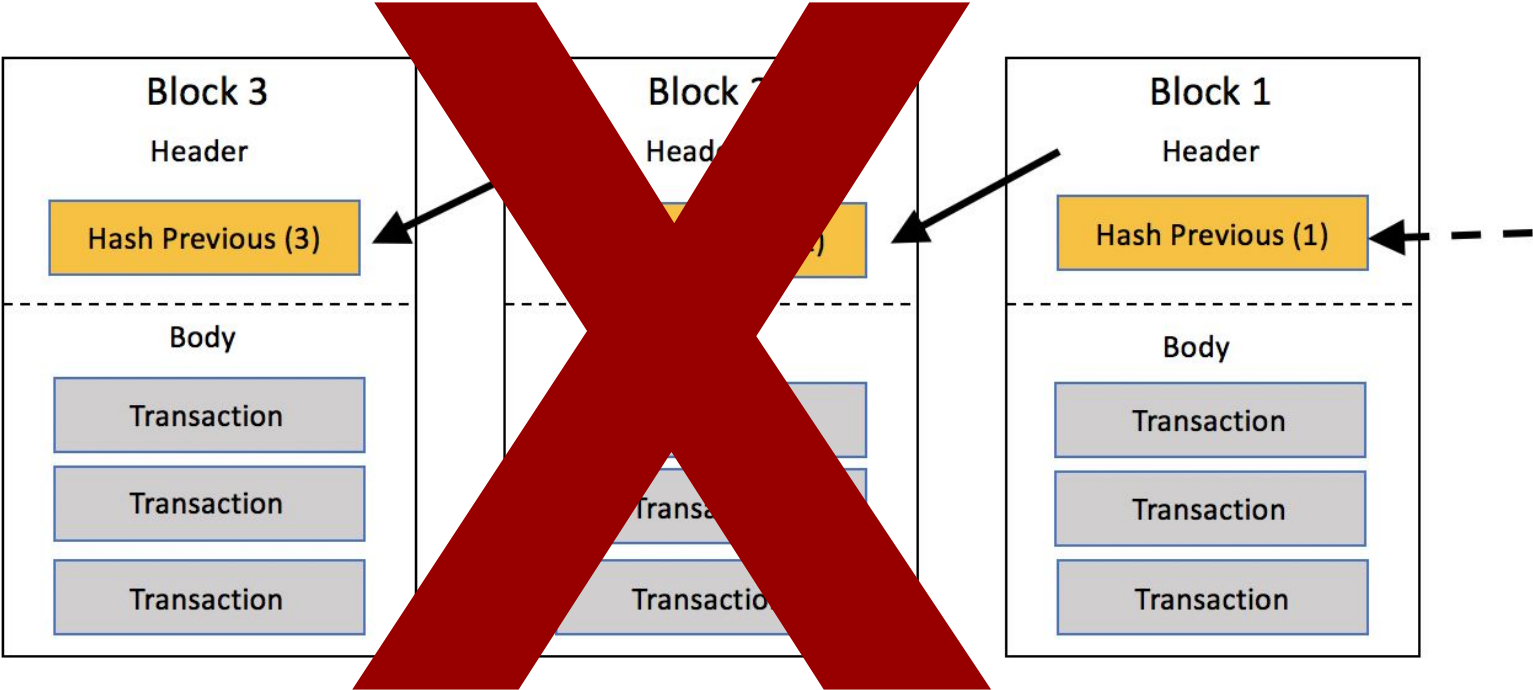 Block 3
Header
Hash Previous (3)
Body
Transaction
Transaction
Transaction
Block
Block 1
Header
Hash Previous (1)
Body
Transaction
Transaction
Transaction